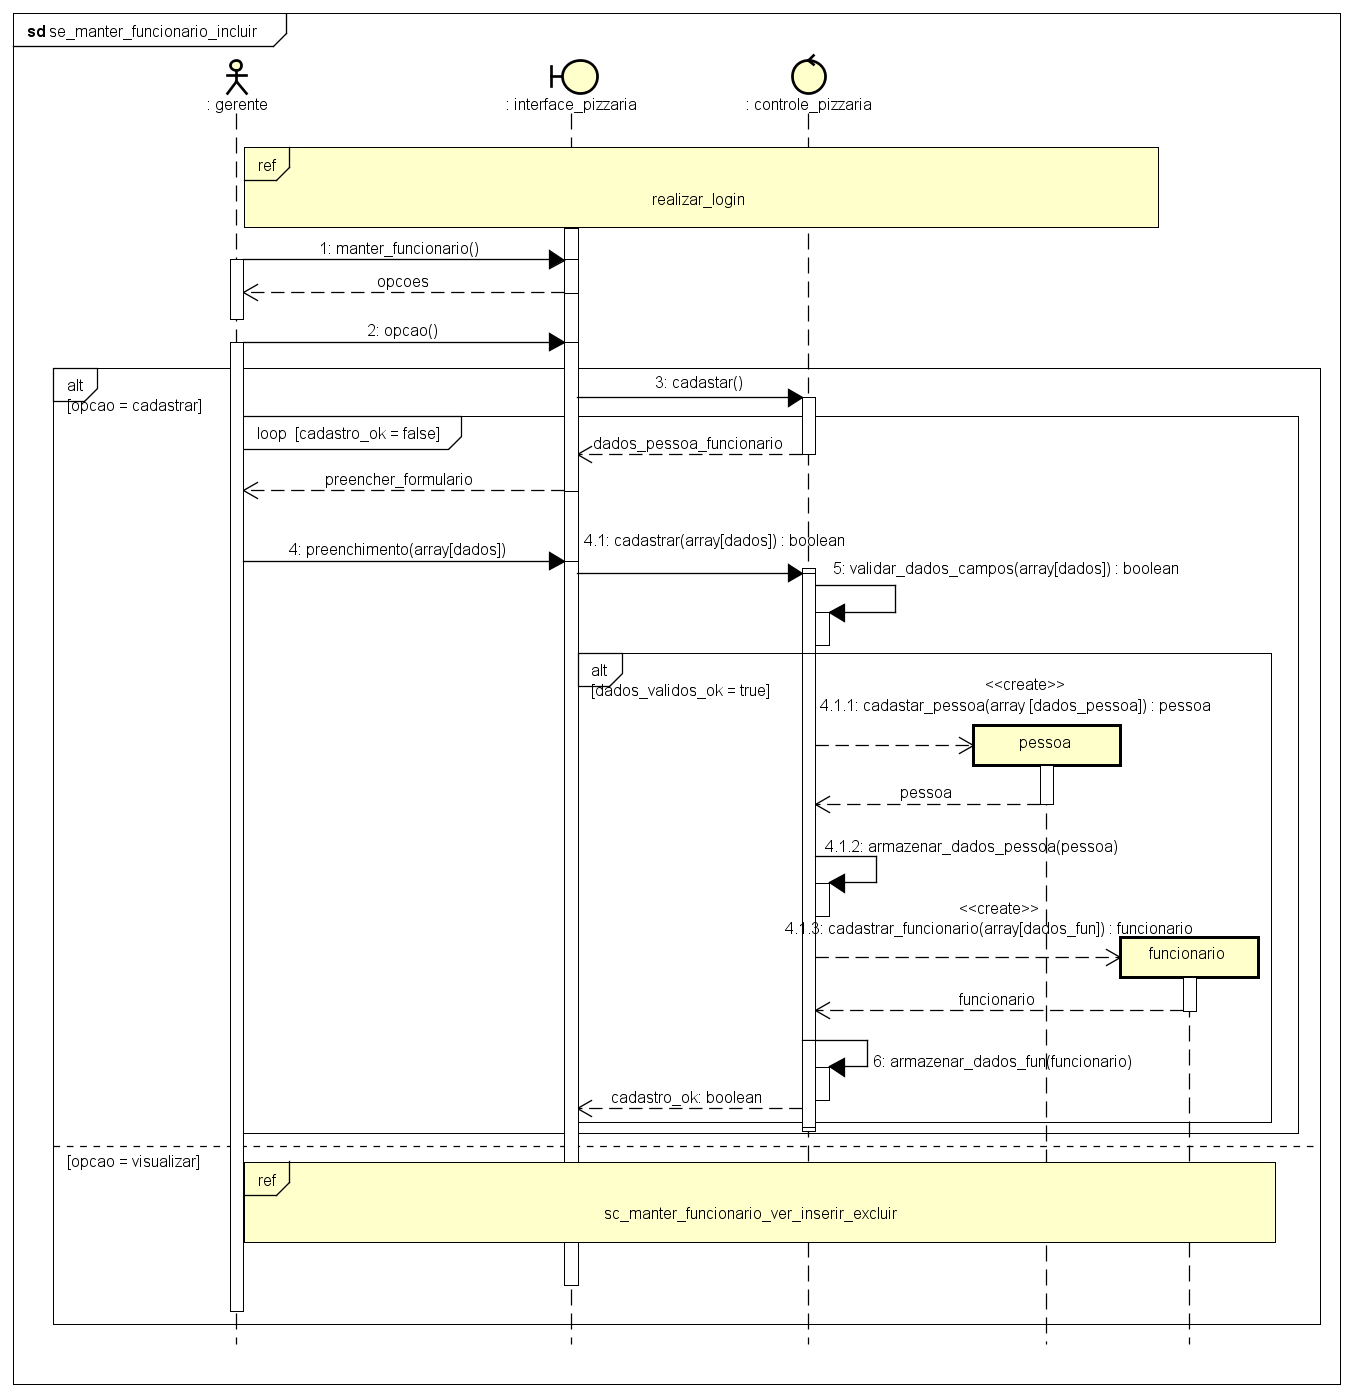 sd se_manter_funcionario_incluir
: gerente
: interface_pizzaria
: controle_pizzaria
ref
realizar_login
1: manter_funcionario()
opcoes
2: opcao()
alt
[opcao = cadastrar]
3: cadastar()
loop [cadastro_ok = false]
dados_pessoa_funcionario
preencher_formulario
4: preenchimento(array[dados])
4.1: cadastrar(array[dados]) : boolean
5: validar_dados_campos(array[dados]) : boolean
alt
[dados_validos_ok = true]
<<create>>
4.1.1: cadastar_pessoa(array [dados_pessoa]) : pessoa
pessoa
pessoa
4.1.2: armazenar_dados_pessoa(pessoa)
<<create>>
4.1.3: cadastrar_funcionario(array[dados_fun]) : funcionario
funcionario
funcionario
6: armazenar_dados_fun(funcionario)
cadastro_ok: boolean
[opcao = visualizar]
ref
sc_manter_funcionario_ver_inserir_excluir